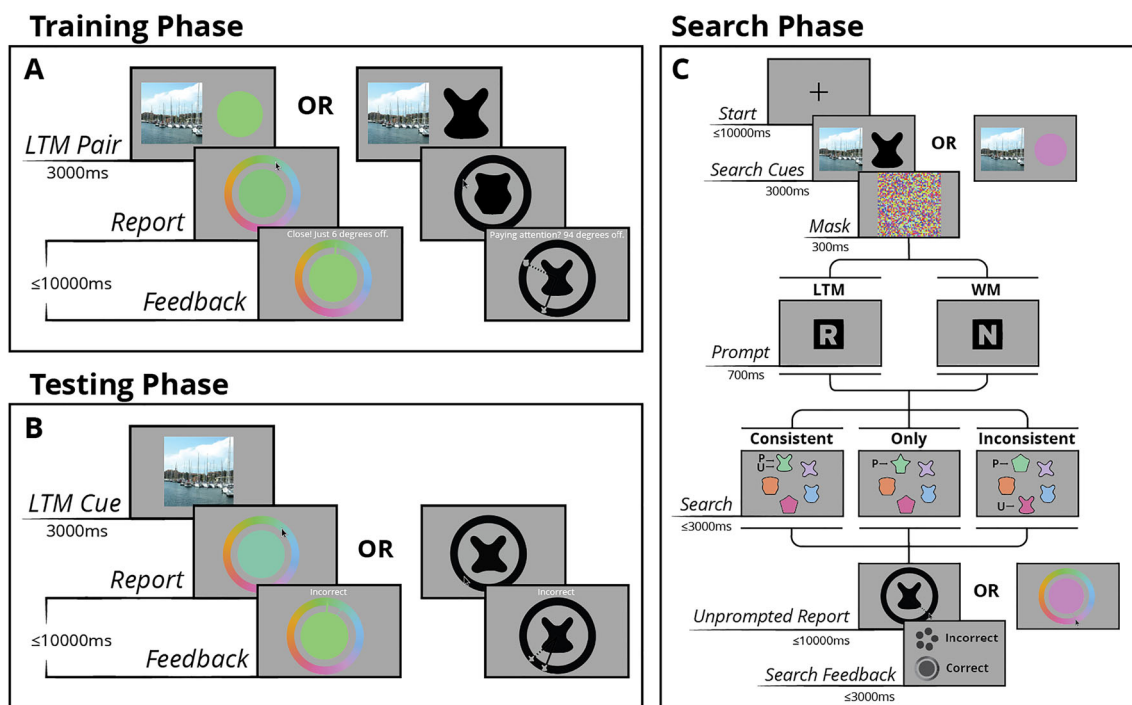 Training Phase
A
OR
LTM Pair
3000ms
Report
Close! Just 6 degrees off.
Paying attention? 94 degrees off.
≤10000ms
Feedback
Testing Phase
B
LTM Cue
3000ms
OR
Report
Incorrect
Incorrect
≤10000ms
Feedback
Search Phase
C
Start
≤10000ms
OR
Search Cues
3000ms
Mask
300ms
LTM
WM
R
N
Prompt
700ms
Consistent
Only
Inconsistent
P→
U→
P→
P→
U→
Search
≤3000ms
OR
Unprompted Report
≤10000ms
Incorrect
Correct
Search Feedback
≤3000ms